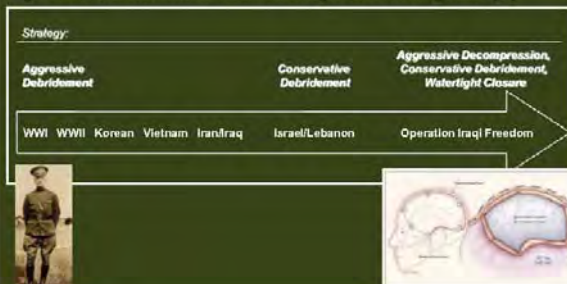 Strategy:
Aggressive
Debridement
Conservative
Debridement
Aggressive Decompression,
Conservative Debridement,
Watertight Closure
WWI WWII Korean Vietnam Iran/Iraq Israel/Lebanon Operation Iraqi Freedom